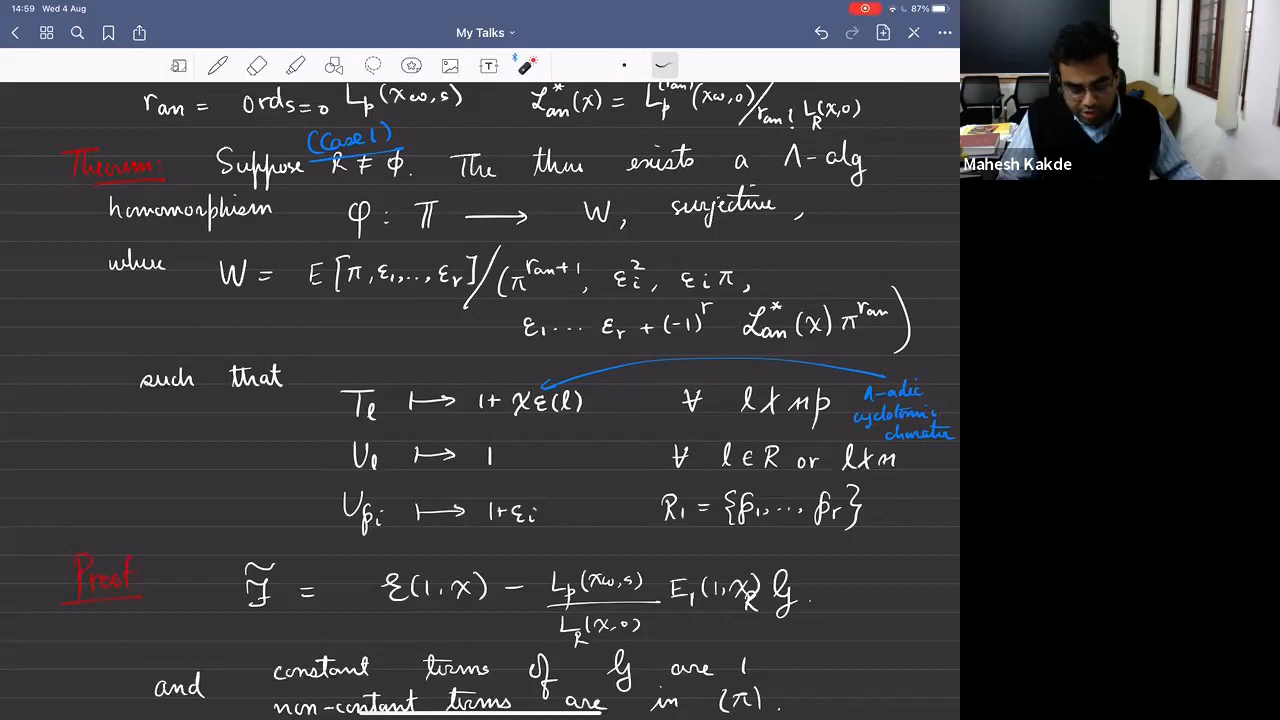 14:59 Wed 4 Aug
87%
My Talks
r_an = ord_{s=0} L_p(χω, s)    ℒ*_an(χ) = L_p^{(r_an)}(χω, 0) / r_an! L_R(χ, 0)
(Case 1)
Theorem: Suppose R ≠ φ. The thus exists a Λ-alg
homomorphism φ : 𝕋 ⟶ W, surjective,
where W = E[π, ε_1, ..., ε_r] / (π^{r_an+1}, ε_i^2, ε_i π,
ε_1 ... ε_r + (-1)^r ℒ*_an(χ) π^{r_an})
such that
T_l ⟼ 1 + χε(l)    ∀ l ∤ np
Λ-adic
cyclotomic
character
U_l ⟼ 1    ∀ l ∈ R or l ∤ n
U_{p_i} ⟼ 1+ε_i    R_1 = {p_1, ..., p_r}
Proof    ℱ̃ = ℰ(1, χ) − L_p(χω, s) / L_R(χ, 0) E_1(1, χ_R) 𝒢.
and constant terms of 𝒢 are 1
non-constant terms are in (π).
Mahesh Kakde